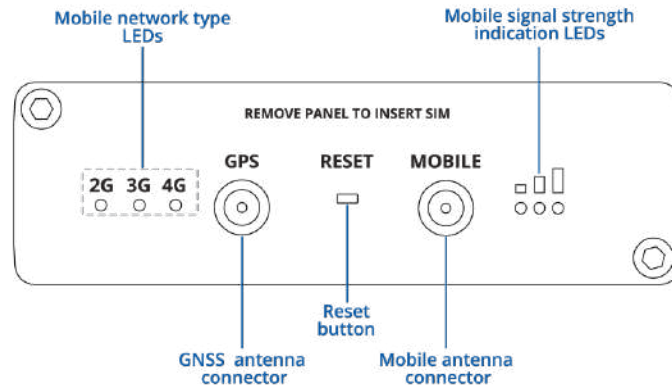 Mobile network type
LEDs
Mobile signal strength
indication LEDs
REMOVE PANEL TO INSERT SIM
GPS
RESET
MOBILE
2G 3G 4G
Reset
button
GNSS antenna
connector
Mobile antenna
connector